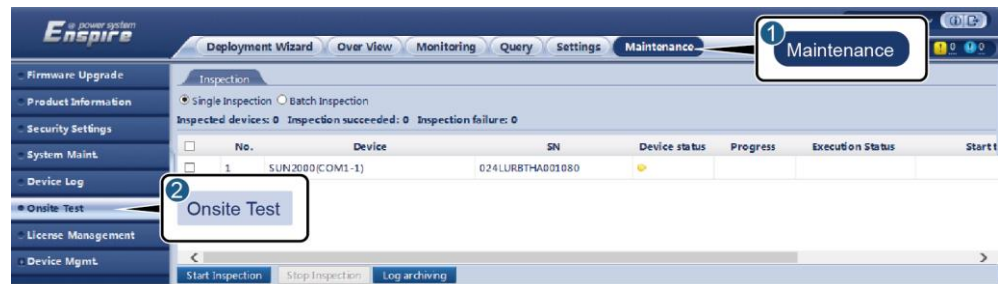 a power system
Enspire
Deployment Wizard Over View Monitoring Query Settings Maintenance
1 Maintenance
0 0
Firmware Upgrade
Product Information
Security Settings
System Maint.
Device Log
Onsite Test
License Management
Device Mgmt.
Inspection
Single Inspection Batch Inspection
Inspected devices: 0 Inspection succeeded: 0 Inspection failure: 0
No. Device SN Device status Progress Execution Status Start t
1 SUN2000(COM1-1) 024LURBTHA001080
2 Onsite Test
Start Inspection Stop Inspection Log archiving